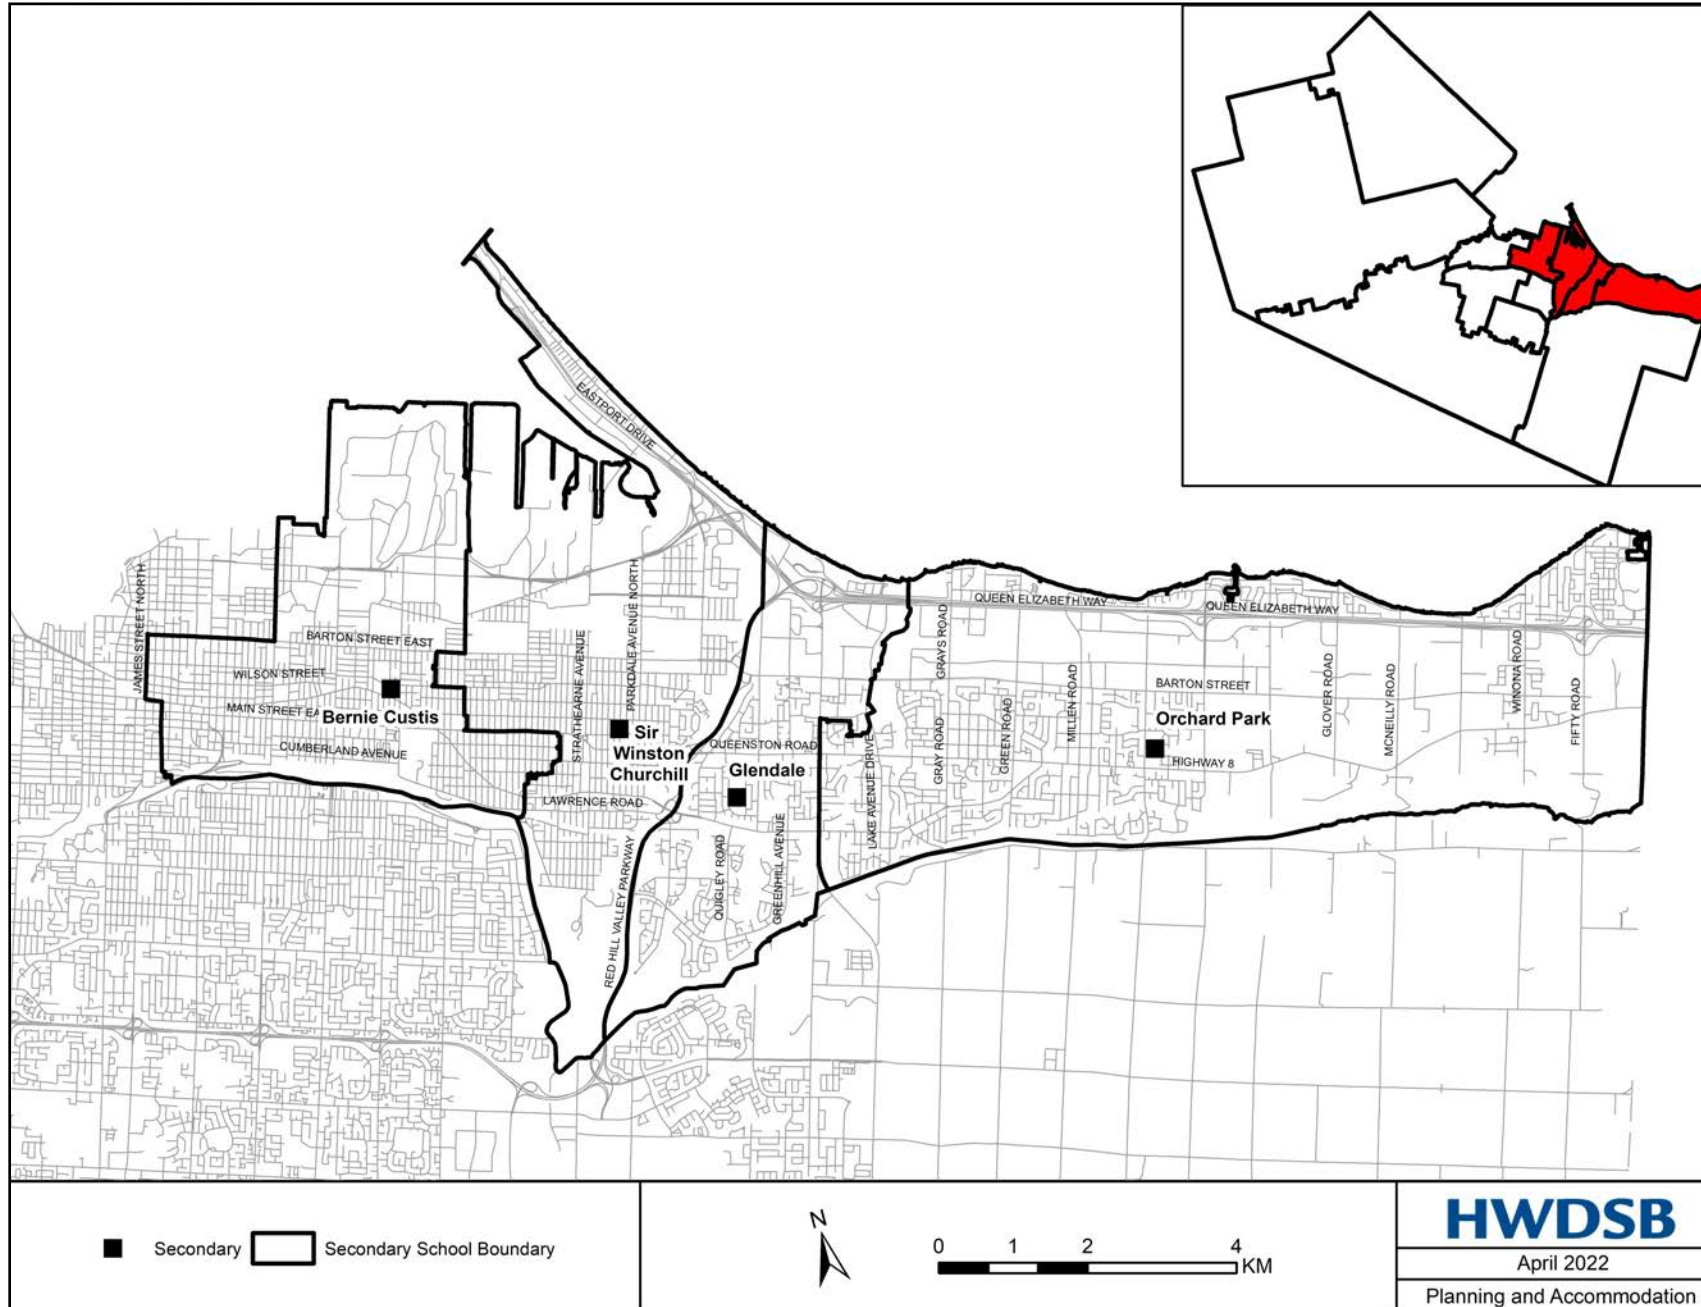 EASTPORT DRIVE
JAMES STREET NORTH
BARTON STREET EAST
WILSON STREET
MAIN STREET EA
Bernie Custis
CUMBERLAND AVENUE
STRATHEARNE AVENUE
PARKDALE AVENUE NORTH
Sir
Winston
Churchill
LAWRENCE ROAD
RED HILL VALLEY PARKWAY
QUEENSTON ROAD
Glendale
QUIGLEY ROAD
GREENHILL AVENUE
LAKE AVENUE DRIVE
GRAYS ROAD
GRAY ROAD
GREEN ROAD
MILLEN ROAD
QUEEN ELIZABETH WAY
QUEEN ELIZABETH WAY
BARTON STREET
Orchard Park
HIGHWAY 8
GLOVER ROAD
MCNEILLY ROAD
WINONA ROAD
FIFTY ROAD
Secondary
Secondary School Boundary
N
0 1 2 4
KM
HWDSB
April 2022
Planning and Accommodation